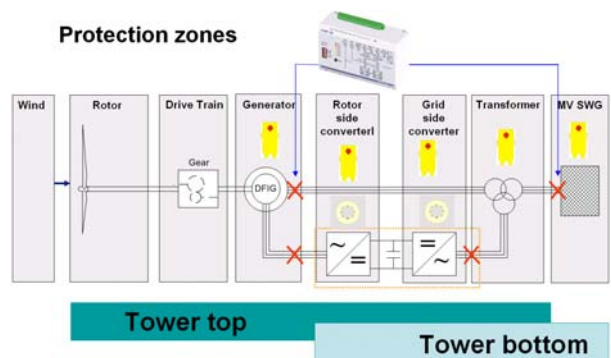 Protection zones
Wind
Rotor
Drive Train
Generator
Rotor
side
converterl
Grid
side
converter
Transformer
MV SWG
Gear
DFIG
~
=
=
~
Tower top
Tower bottom